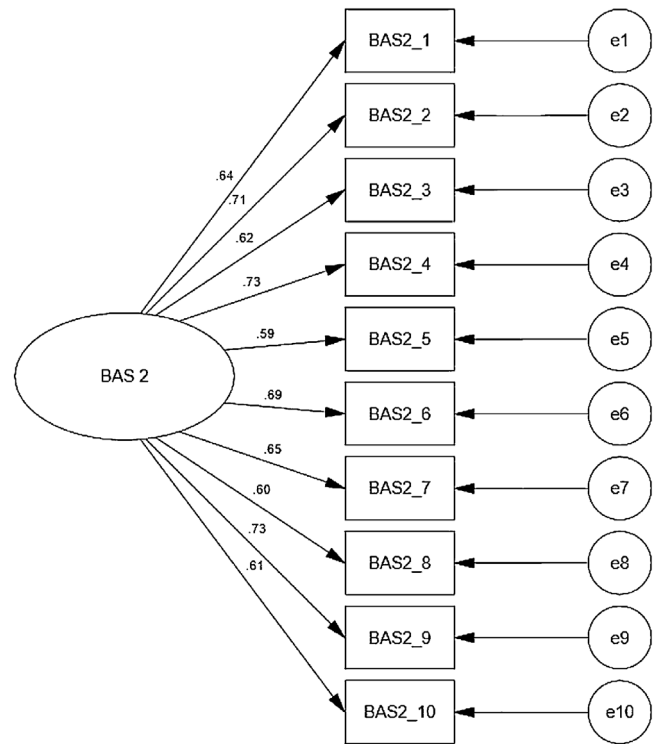 BAS2_1
e1
BAS2_2
e2
.64
.71
BAS2_3
e3
.62
BAS2_4
e4
.73
.59
BAS2_5
e5
BAS 2
.69
BAS2_6
e6
.65
BAS2_7
e7
.60
.73
BAS2_8
e8
.61
BAS2_9
e9
BAS2_10
e10